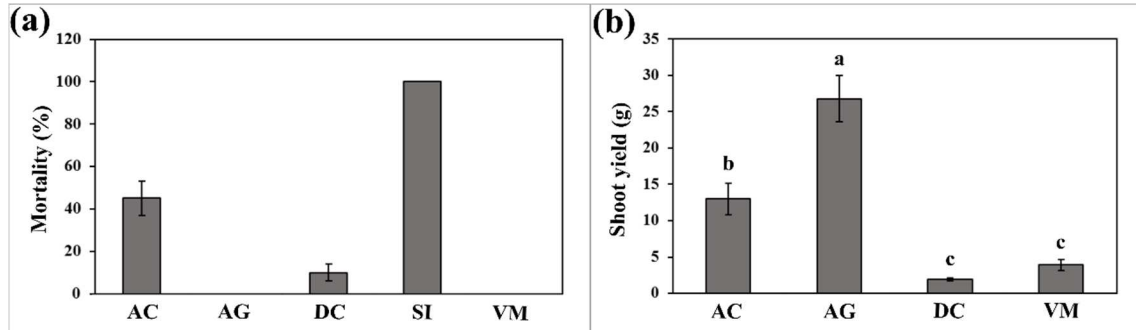 (a)
120
100
80
60
40
20
0
Mortality (%)
AC AG DC SI VM
(b)
35
30
25
20
15
10
5
0
Shoot yield (g)
b
a
c
c
AC AG DC VM